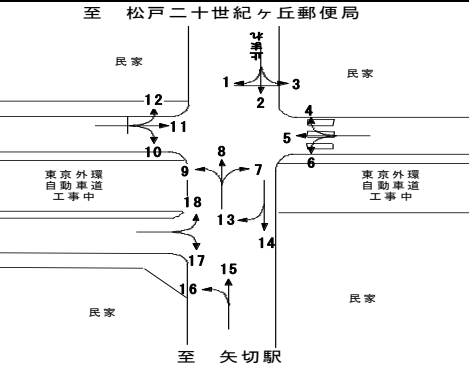 至 松戸二十世紀ヶ丘郵便局
止まれ
民家
民家
1
3
2
12
11
10
4
5
6
8
9
7
東京外環
自動車道
工事中
東京外環
自動車道
工事中
18
13
14
17
15
16
民家
民家
至 矢切駅